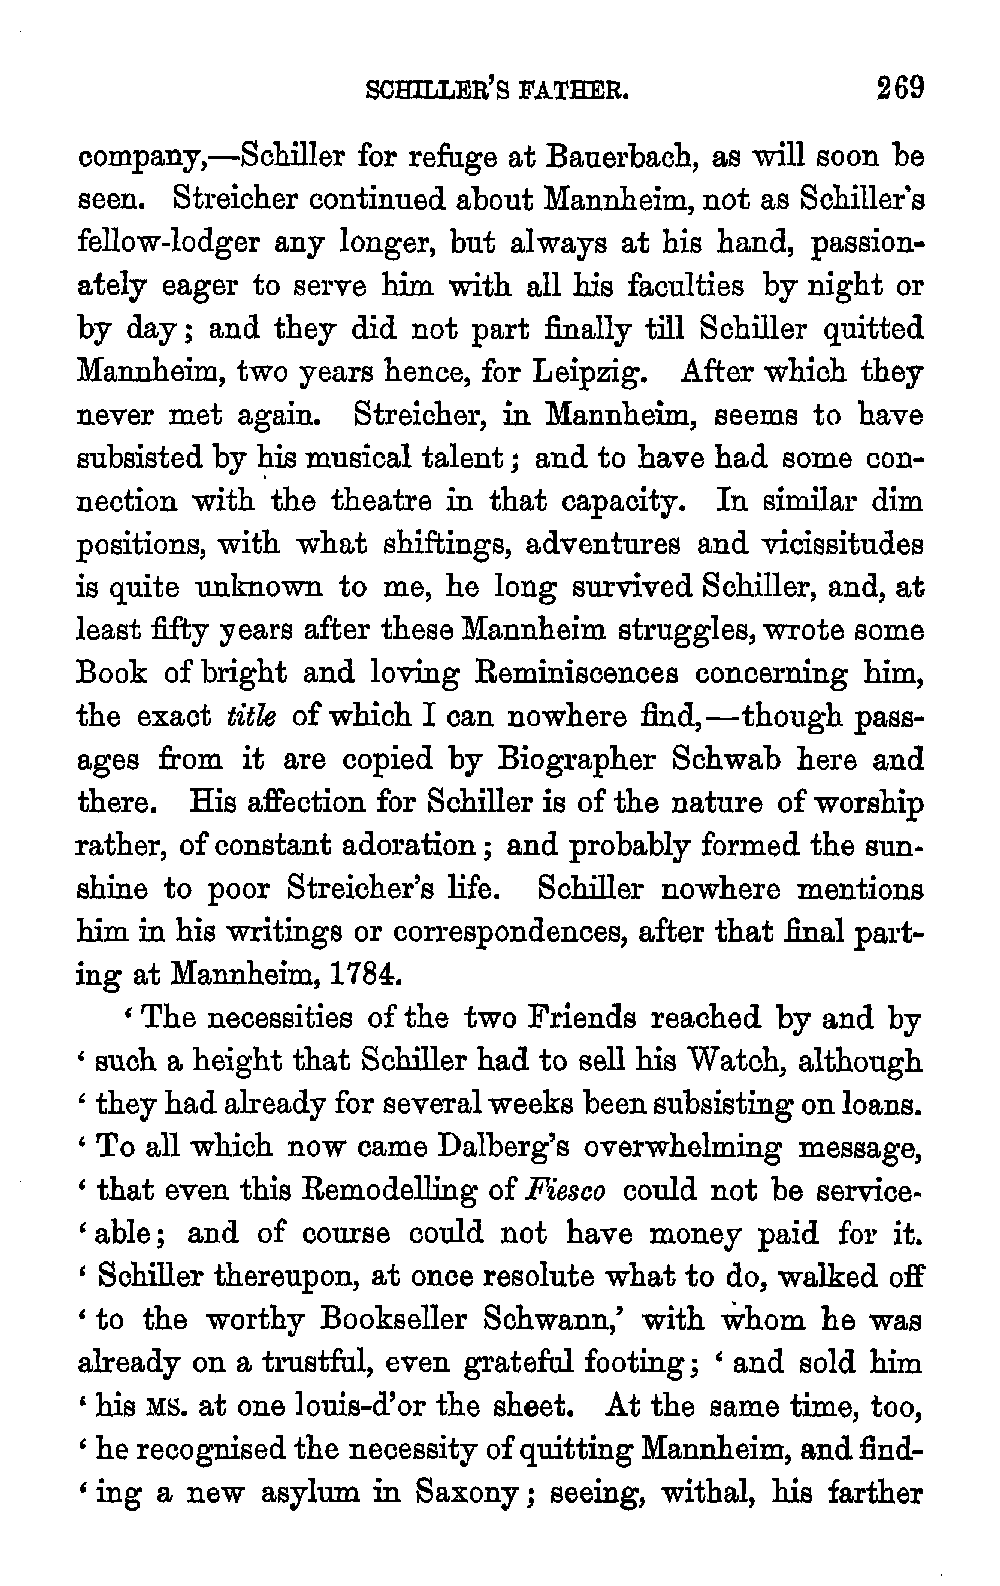 SCHILLER'S FATHER. 269
company,—Schiller for refuge at Bauerbach, as will soon be
seen. Streicher continued about Mannheim, not as Schiller's
fellow-lodger any longer, but always at his hand, passion-
ately eager to serve him with all his faculties by night or
by day; and they did not part finally till Schiller quitted
Mannheim, two years hence, for Leipzig. After which they
never met again. Streicher, in Mannheim, seems to have
subsisted by his musical talent; and to have had some con-
nection with the theatre in that capacity. In similar dim
positions, with what shiftings, adventures and vicissitudes
is quite unknown to me, he long survived Schiller, and, at
least fifty years after these Mannheim struggles, wrote some
Book of bright and loving Reminiscences concerning him,
the exact title of which I can nowhere find,—though pass-
ages from it are copied by Biographer Schwab here and
there. His affection for Schiller is of the nature of worship
rather, of constant adoration; and probably formed the sun-
shine to poor Streicher's life. Schiller nowhere mentions
him in his writings or correspondences, after that final part-
ing at Mannheim, 1784.
‘The necessities of the two Friends reached by and by
‘such a height that Schiller had to sell his Watch, although
‘they had already for several weeks been subsisting on loans.
‘To all which now came Dalberg's overwhelming message,
‘that even this Remodelling of Fiesco could not be service-
‘able; and of course could not have money paid for it.
‘Schiller thereupon, at once resolute what to do, walked off
‘to the worthy Bookseller Schwann,’ with whom he was
already on a trustful, even grateful footing; ‘and sold him
‘his MS. at one louis-d'or the sheet. At the same time, too,
‘he recognised the necessity of quitting Mannheim, and find-
‘ing a new asylum in Saxony; seeing, withal, his farther